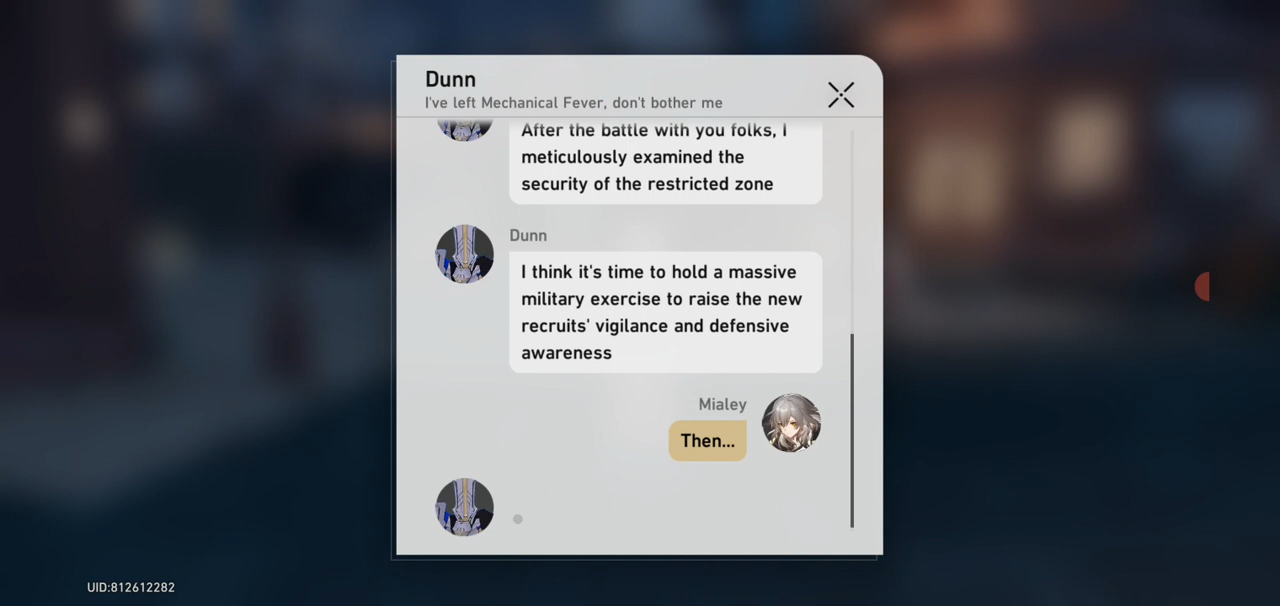 Dunn
I've left Mechanical Fever, don't bother me
After the battle with you folks, I
meticulously examined the
security of the restricted zone
Dunn
I think it's time to hold a massive
military exercise to raise the new
recruits' vigilance and defensive
awareness
Mialey
Then...
UID:812612282